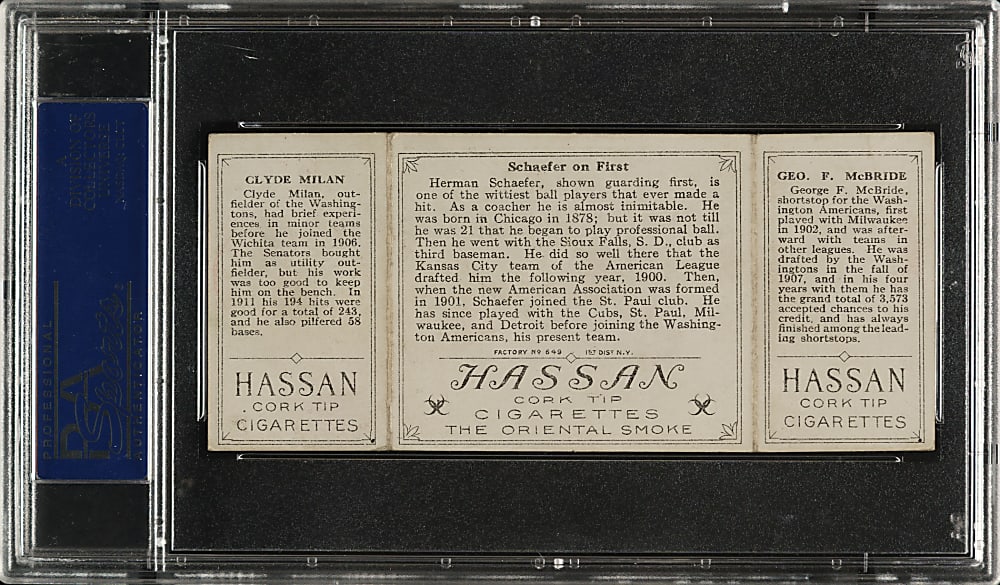 CLYDE MILAN
Clyde Milan, out-
fielder of the Washing-
tons, had brief experi-
ences in minor teams
before he joined the
Wichita team in 1906.
The Senators bought
him as utility out-
fielder, but his work
was too good to keep
him on the bench. In
1911 his 194 hits were
good for a total of 243,
and he also pilfered 58
bases.
HASSAN
CORK TIP
CIGARETTES
Schaefer on First
Herman Schaefer, shown guarding first, is
one of the wittiest ball players that ever made a
hit. As a coacher he is almost inimitable. He
was born in Chicago in 1878; but it was not till
he was 21 that he began to play professional ball.
Then he went with the Sioux Falls, S. D., club as
third baseman. He did so well there that the
Kansas City team of the American League
drafted him the following year, 1900. Then,
when the new American Association was formed
in 1901, Schaefer joined the St. Paul club. He
has since played with the Cubs, St. Paul, Mil-
waukee, and Detroit before joining the Washing-
ton Americans, his present team.
FACTORY Nº 649 1ST DIST N.Y.
HASSAN
CORK TIP
CIGARETTES
THE ORIENTAL SMOKE
GEO. F. McBRIDE
George F. McBride,
shortstop for the Wash-
ington Americans, first
played with Milwaukee
in 1902, and was after-
ward with teams in
other leagues. He was
drafted by the Wash-
ingtons in the fall of
1907, and in his four
years with them he has
the grand total of 3,573
accepted chances to his
credit, and has always
finished among the lead-
ing shortstops.
HASSAN
CORK TIP
CIGARETTES
PROFESSIONAL
PSA
Sports
AUTHENTICATOR
A
DIVISION OF
COLLECTORS
UNIVERSE